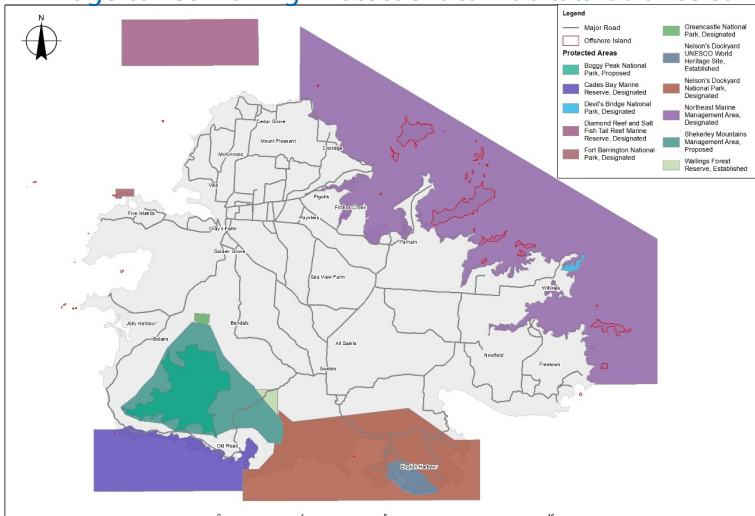 N
Legend
Major Road
Offshore Island
Protected Areas
Boggy Peak National
Park, Proposed
Cades Bay Marine
Reserve, Designated
Devil's Bridge National
Park, Designated
Diamond Reef and Salt
Fish Tail Reef Marine
Reserve, Designated
Fort Barrington National
Park, Designated
Greencastle National
Park, Designated
Nelson's Dockyard
UNESCO World
Heritage Site,
Established
Nelson's Dockyard
National Park,
Designated
Northeast Marine
Management Area,
Designated
Shekerley Mountains
Management Area,
Proposed
Wallings Forest
Reserve, Established
Cedar Grove
Mount Pleasant
Coolidge
McKinnons
Villa
Pigotts
Fitches Creek
Five Islands
Paynters
Gray's Farm
Parham
Golden Grove
Sea View Farm
Willikies
Jolly Harbour
Bendals
Bolans
All Saints
Newfield
Swetes
Freetown
Old Road
English Harbour